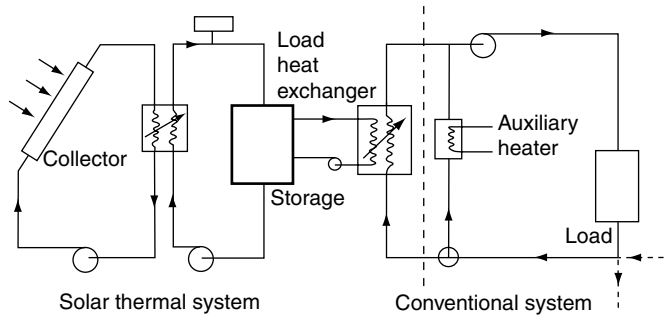 Load
heat
exchanger
Collector
Storage
Auxiliary
heater
Load
Solar thermal system
Conventional system